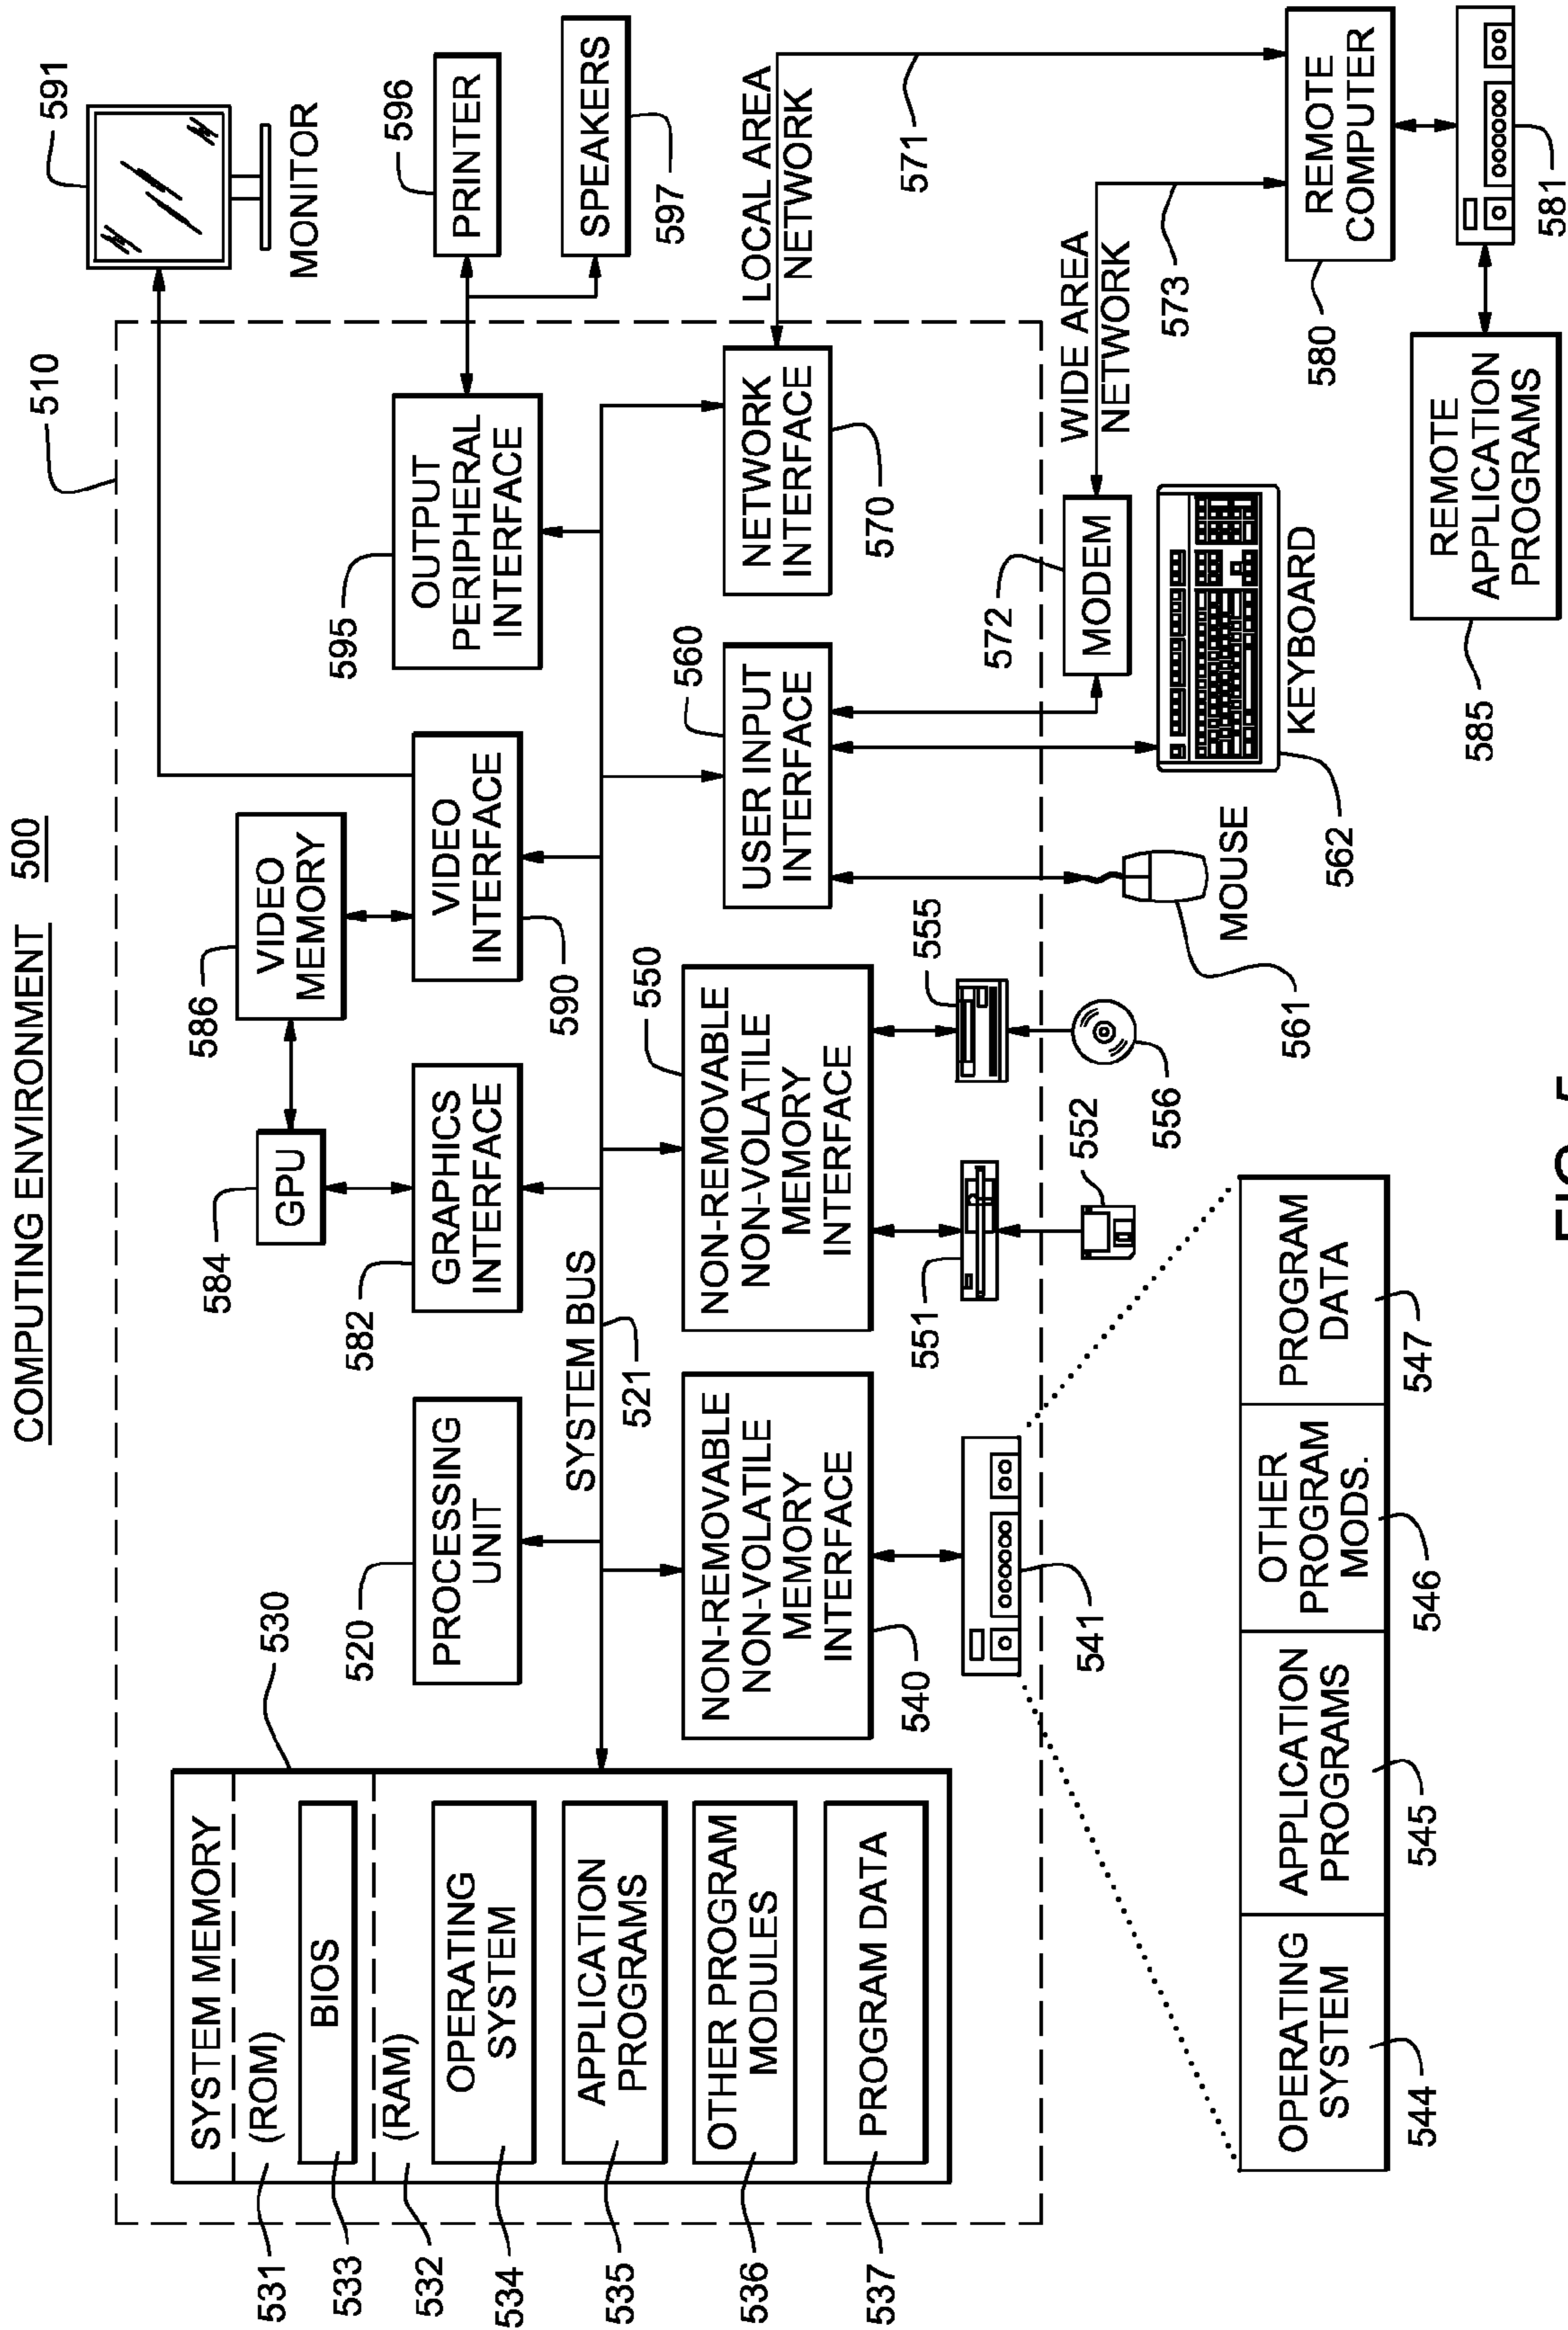 COMPUTING ENVIRONMENT 500
510
591
MONITOR
SYSTEM MEMORY
530
(ROM)
531
BIOS
533
(RAM)
532
OPERATING
SYSTEM
534
APPLICATION
PROGRAMS
535
OTHER PROGRAM
MODULES
536
PROGRAM DATA
537
520
PROCESSING
UNIT
584
GPU
582
GRAPHICS
INTERFACE
586
VIDEO
MEMORY
VIDEO
INTERFACE
590
595
OUTPUT
PERIPHERAL
INTERFACE
596
PRINTER
SPEAKERS
597
SYSTEM BUS
521
NON-REMOVABLE
NON-VOLATILE
MEMORY
INTERFACE
540
550
NON-REMOVABLE
NON-VOLATILE
MEMORY
INTERFACE
560
USER INPUT
INTERFACE
NETWORK
INTERFACE
570
LOCAL AREA
NETWORK
571
541
551
552
555
556
561
MOUSE
572
MODEM
WIDE AREA
NETWORK
573
562
KEYBOARD
580
REMOTE
COMPUTER
581
585
REMOTE
APPLICATION
PROGRAMS
OPERATING
SYSTEM
544
APPLICATION
PROGRAMS
545
OTHER
PROGRAM
MODS.
546
PROGRAM
DATA
547